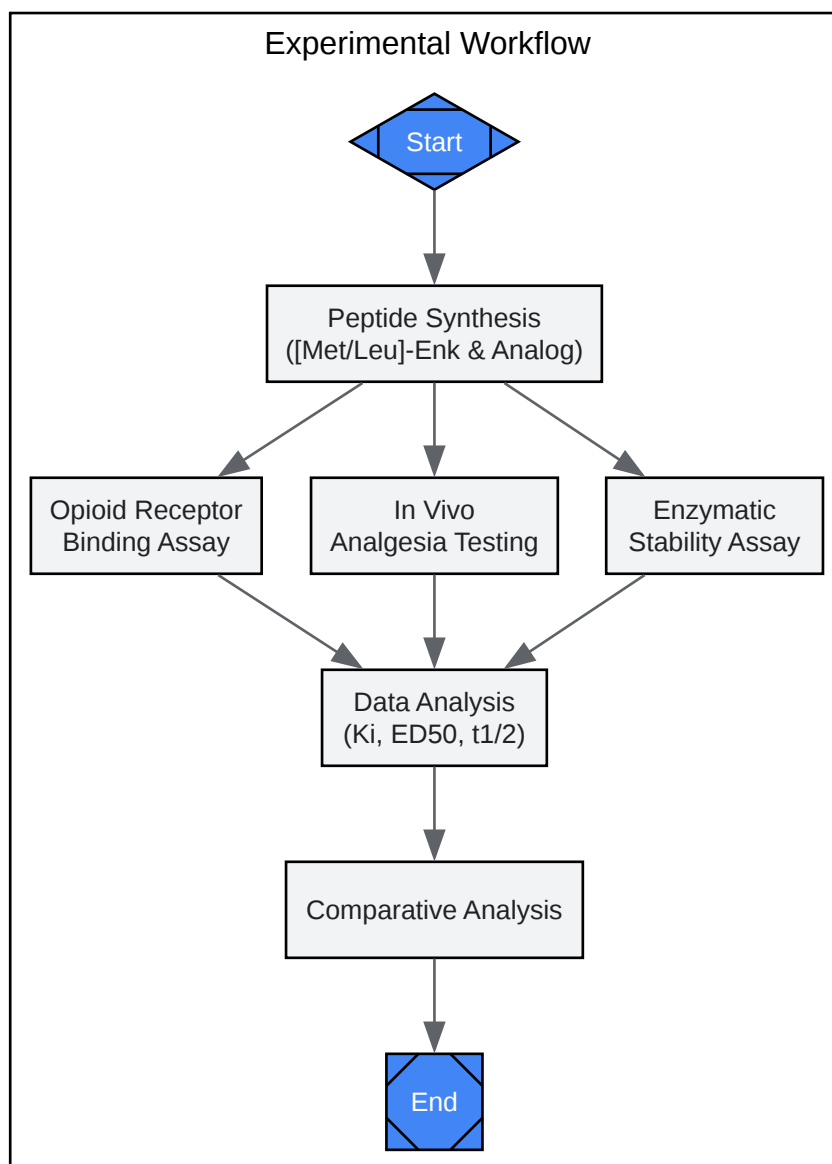 Experimental Workflow
Start
Peptide Synthesis
([Met/Leu]-Enk & Analog)
Opioid Receptor
Binding Assay
In Vivo
Analgesia Testing
Enzymatic
Stability Assay
Data Analysis
(Ki, ED50, t1/2)
Comparative Analysis
End